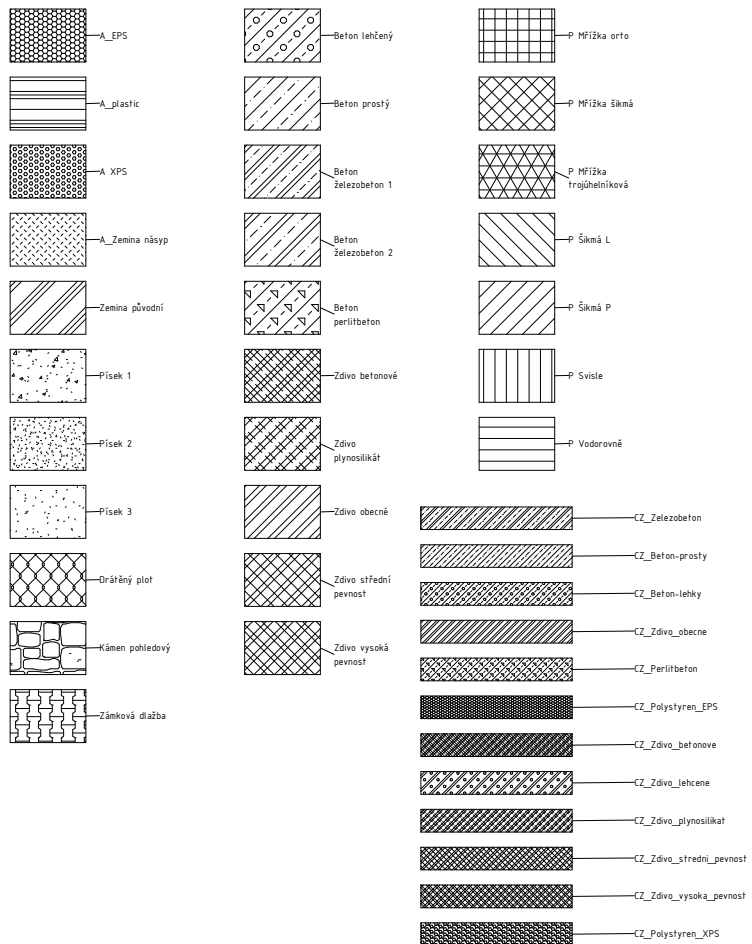 A_EPS
A_plastic
A XPS
A_Zemina násyp
Zemina původní
Písek 1
Písek 2
Písek 3
Drátěný plot
Kámen pohledový
Zámková dlažba
Beton lehčený
Beton prostý
Beton
železobeton 1
Beton
železobeton 2
Beton
perlitbeton
Zdivo betonové
Zdivo
plynosilikát
Zdivo obecné
Zdivo střední
pevnost
Zdivo vysoká
pevnost
P Mřížka orto
P Mřížka šikmá
P Mřížka
trojúhelníková
P Šikmá L
P Šikmá P
P Svisle
P Vodorovně
CZ_Zelezobeton
CZ_Beton-prosty
CZ_Beton-lehky
CZ_Zdivo_obecne
CZ_Perlitbeton
CZ_Polystyren_EPS
CZ_Zdivo_betonove
CZ_Zdivo_lehcene
CZ_Zdivo_plynosilikat
CZ_Zdivo_stredni_pevnost
CZ_Zdivo_vysoka_pevnost
CZ_Polystyren_XPS